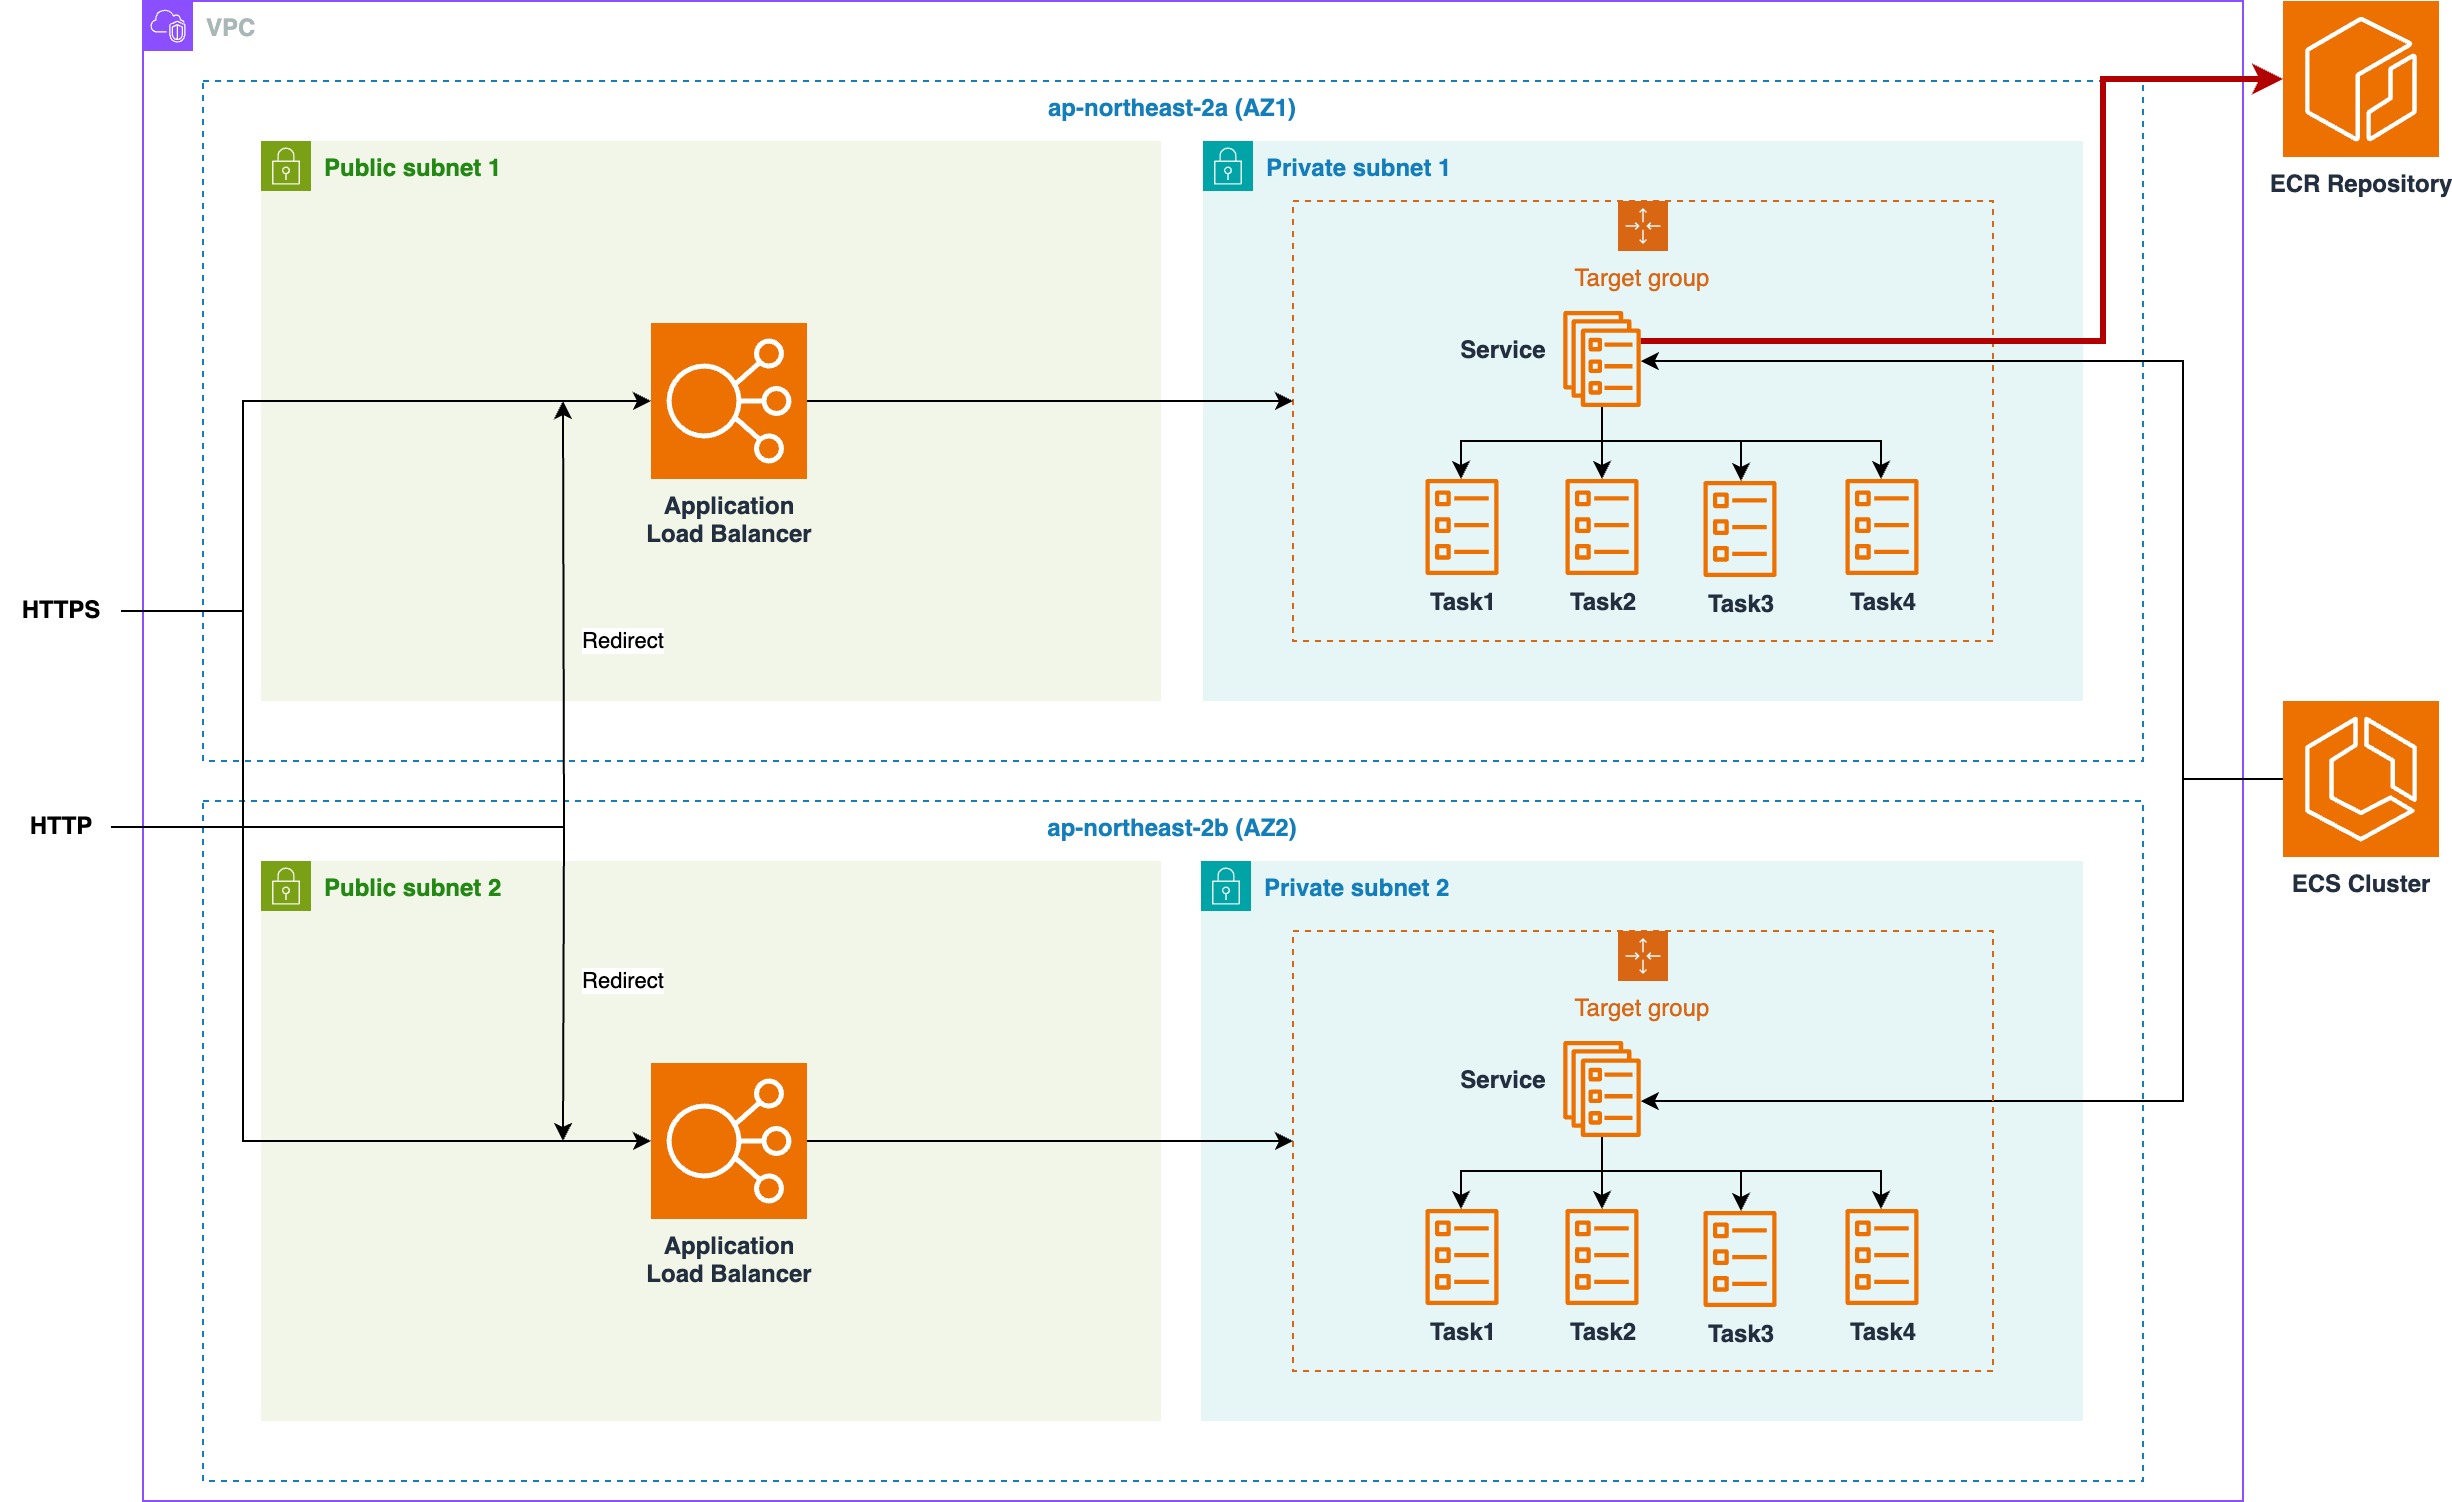 VPC
ap-northeast-2a (AZ1)
Public subnet 1
Private subnet 1
ECR Repository
Target group
Service
Application
Load Balancer
Task1
Task2
Task3
Task4
HTTPS
Redirect
HTTP
ap-northeast-2b (AZ2)
Public subnet 2
Private subnet 2
ECS Cluster
Redirect
Target group
Service
Application
Load Balancer
Task1
Task2
Task3
Task4